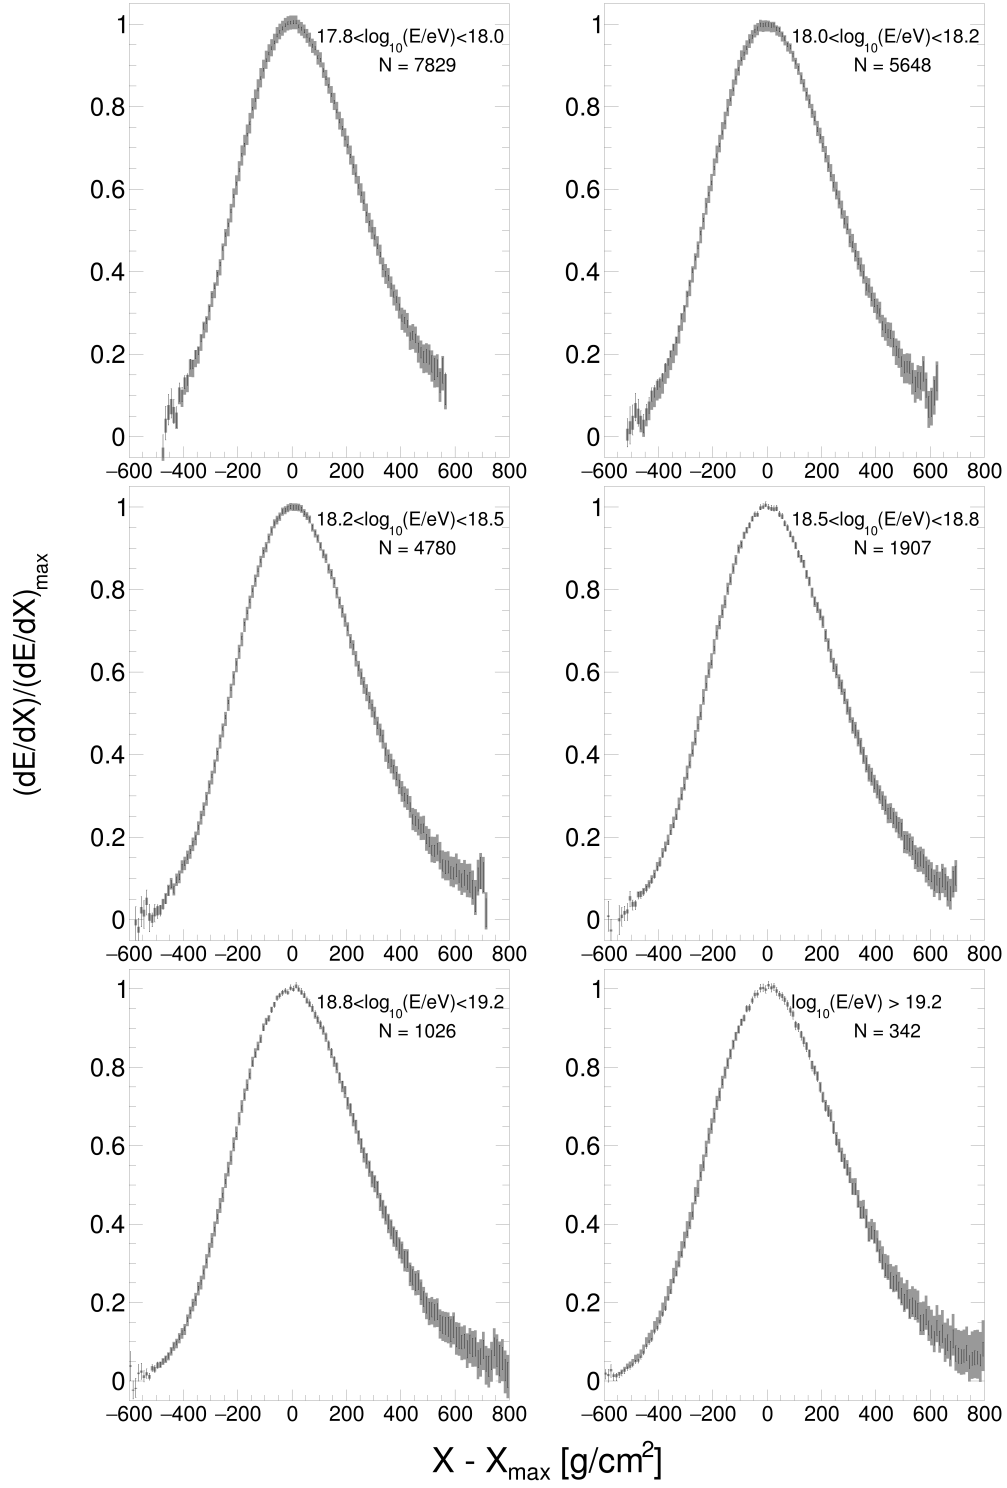 (dE/dX)/(dE/dX)max
17.8<log10(E/eV)<18.0
N = 7829
1
0.8
0.6
0.4
0.2
0
−600 −400 −200 0 200 400 600 800
18.0<log10(E/eV)<18.2
N = 5648
1
0.8
0.6
0.4
0.2
0
−600 −400 −200 0 200 400 600 800
18.2<log10(E/eV)<18.5
N = 4780
1
0.8
0.6
0.4
0.2
0
−600 −400 −200 0 200 400 600 800
18.5<log10(E/eV)<18.8
N = 1907
1
0.8
0.6
0.4
0.2
0
−600 −400 −200 0 200 400 600 800
18.8<log10(E/eV)<19.2
N = 1026
1
0.8
0.6
0.4
0.2
0
−600 −400 −200 0 200 400 600 800
log10(E/eV) > 19.2
N = 342
1
0.8
0.6
0.4
0.2
0
−600 −400 −200 0 200 400 600 800
X - Xmax [g/cm2]